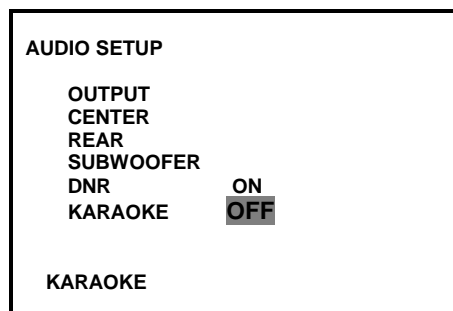 AUDIO SETUP
OUTPUT
CENTER
REAR
SUBWOOFER
DNR ON
KARAOKE OFF
KARAOKE